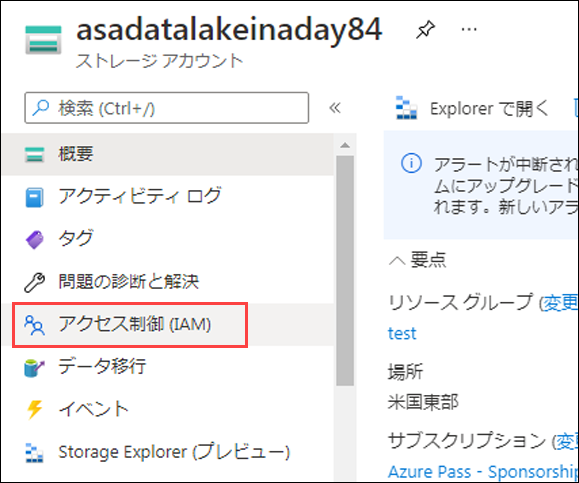 asadatalakeinaday84
ストレージ アカウント
検索 (Ctrl+/)
概要
アクティビティ ログ
タグ
問題の診断と解決
アクセス制御 (IAM)
データ移行
イベント
Storage Explorer (プレビュー)
Explorer で開く
アラートが中断され
ムにアップグレード
れます。新しいアラ
要点
リソース グループ (変更
test
場所
米国東部
サブスクリプション (変更
Azure Pass - Sponsorship